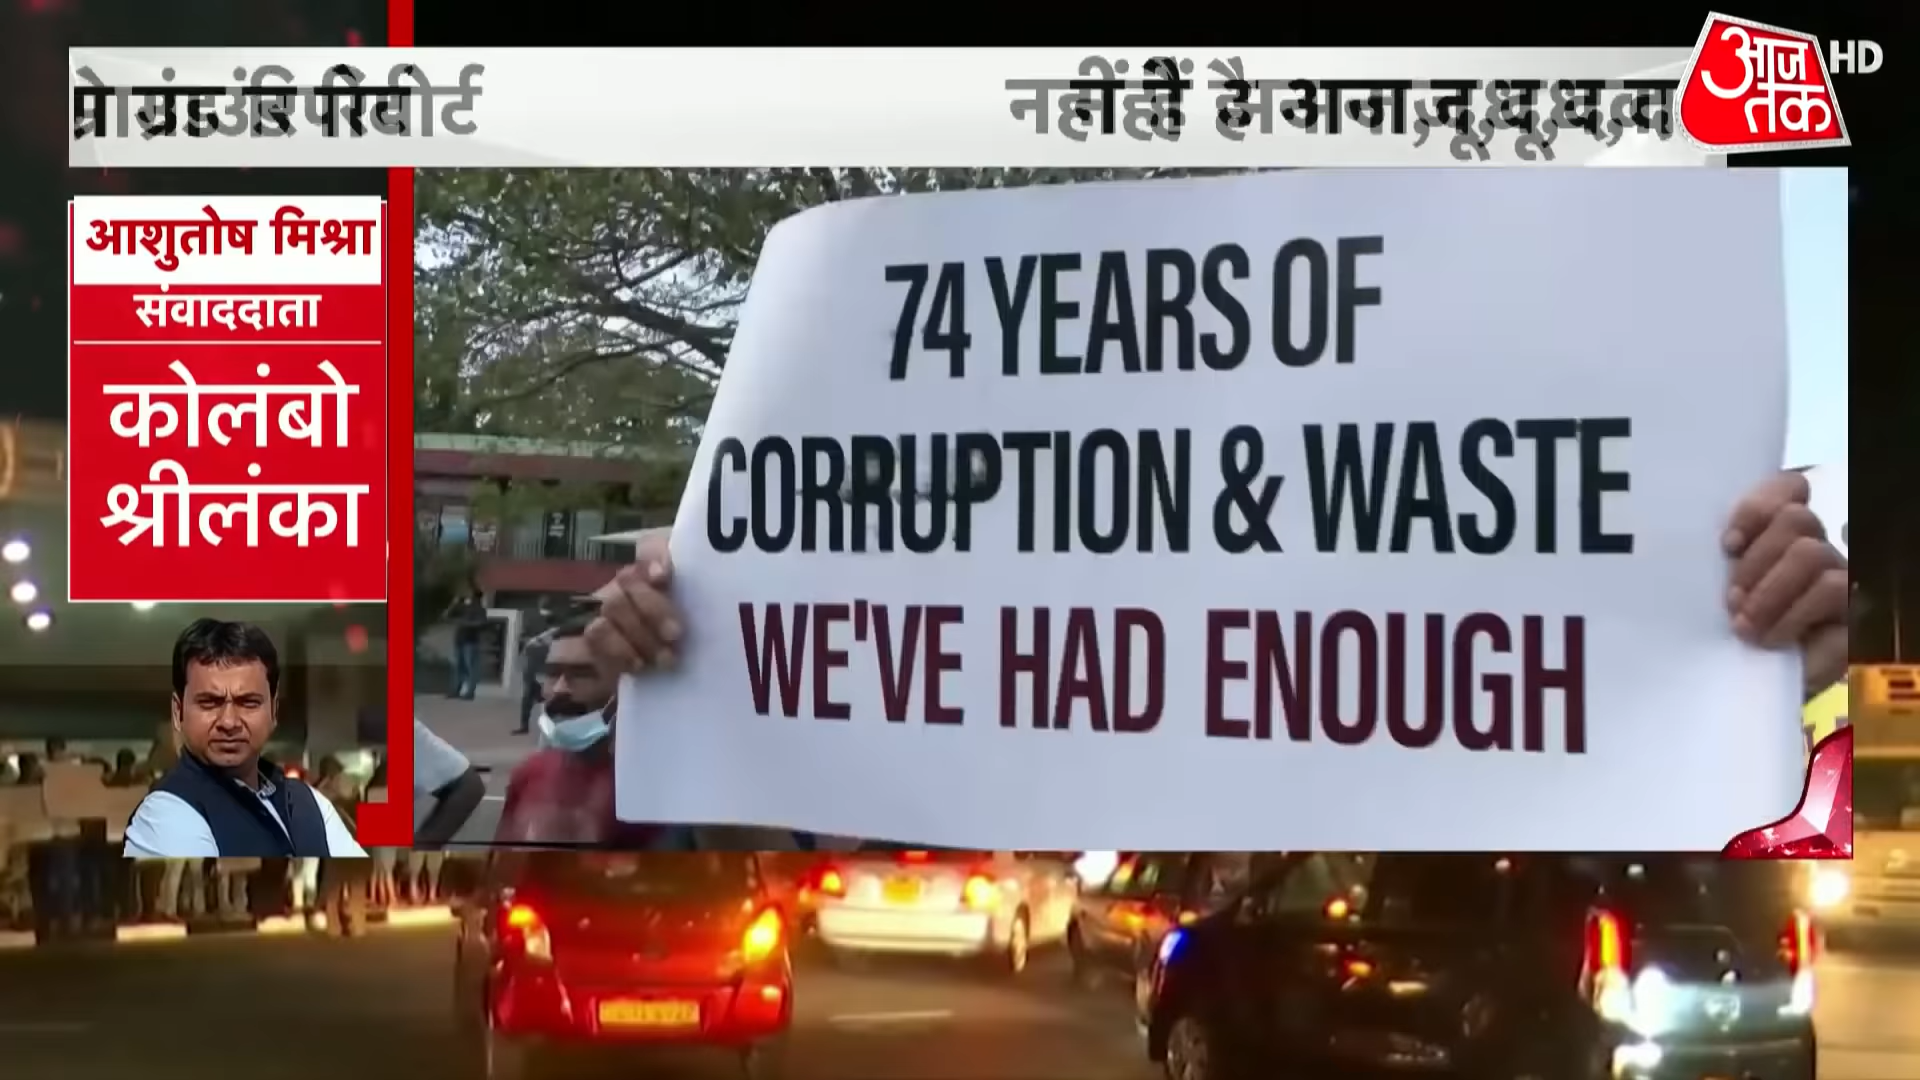 आज
तक
HD
आशुतोष मिश्रा
संवाददाता
कोलंबो
श्रीलंका
74 YEARS OF
CORRUPTION & WASTE
WE'VE HAD ENOUGH